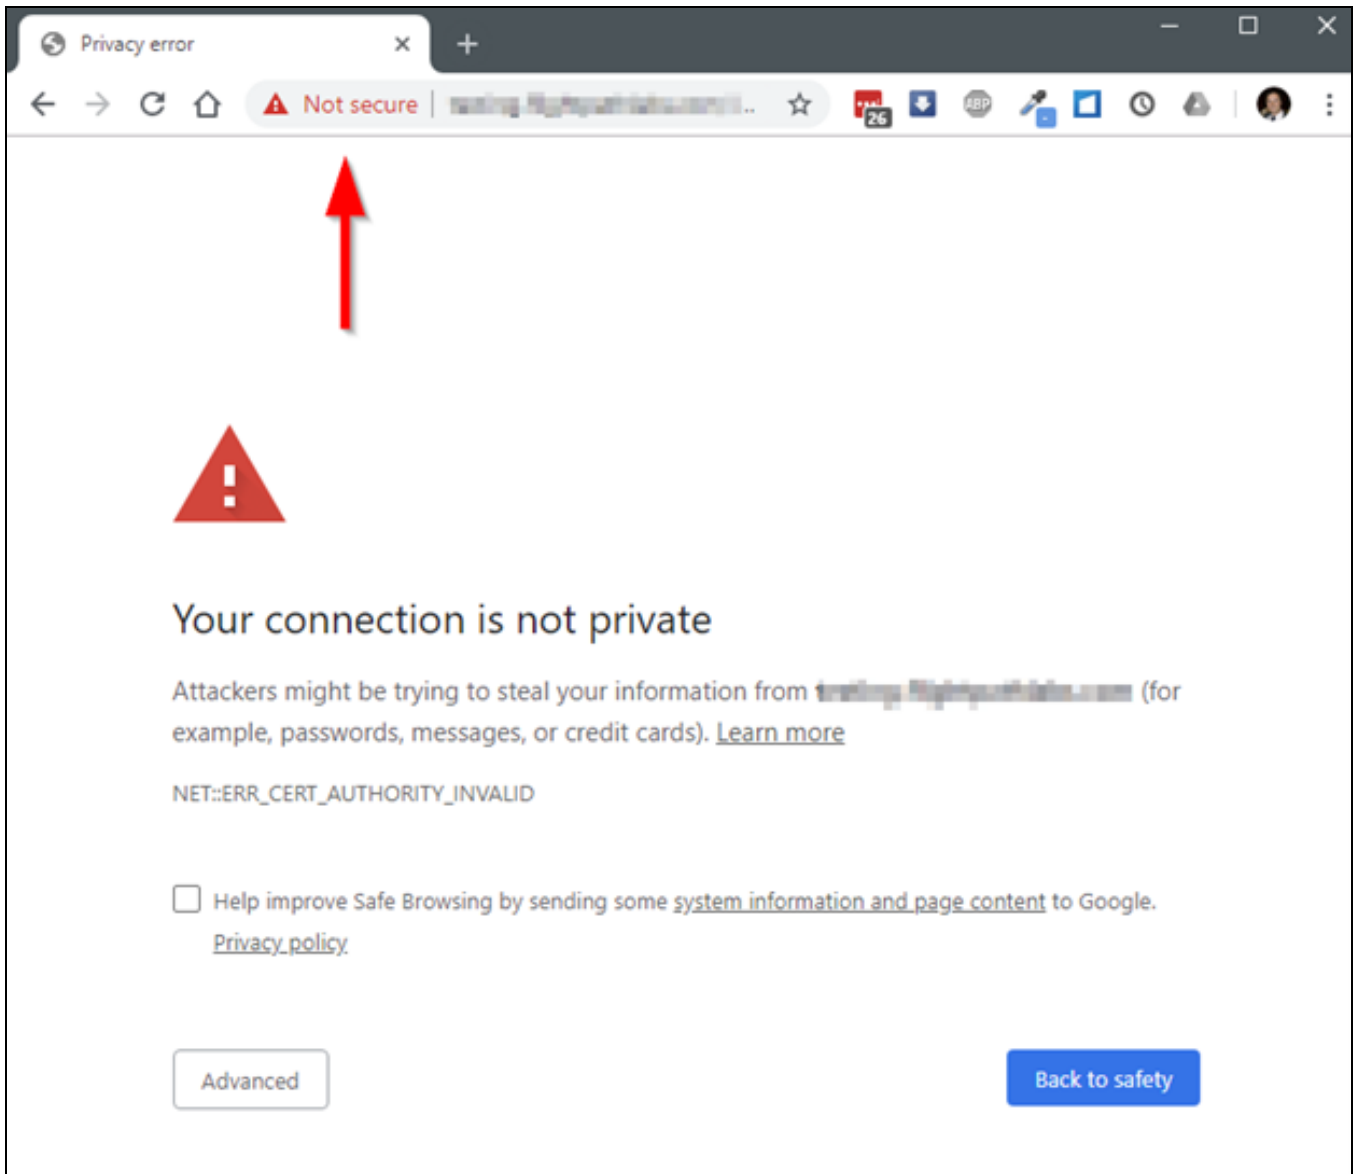 Privacy error
Not secure
26
ABP
Your connection is not private
Attackers might be trying to steal your information from (for
example, passwords, messages, or credit cards). Learn more
NET::ERR_CERT_AUTHORITY_INVALID
Help improve Safe Browsing by sending some system information and page content to Google.
Privacy policy
Advanced
Back to safety